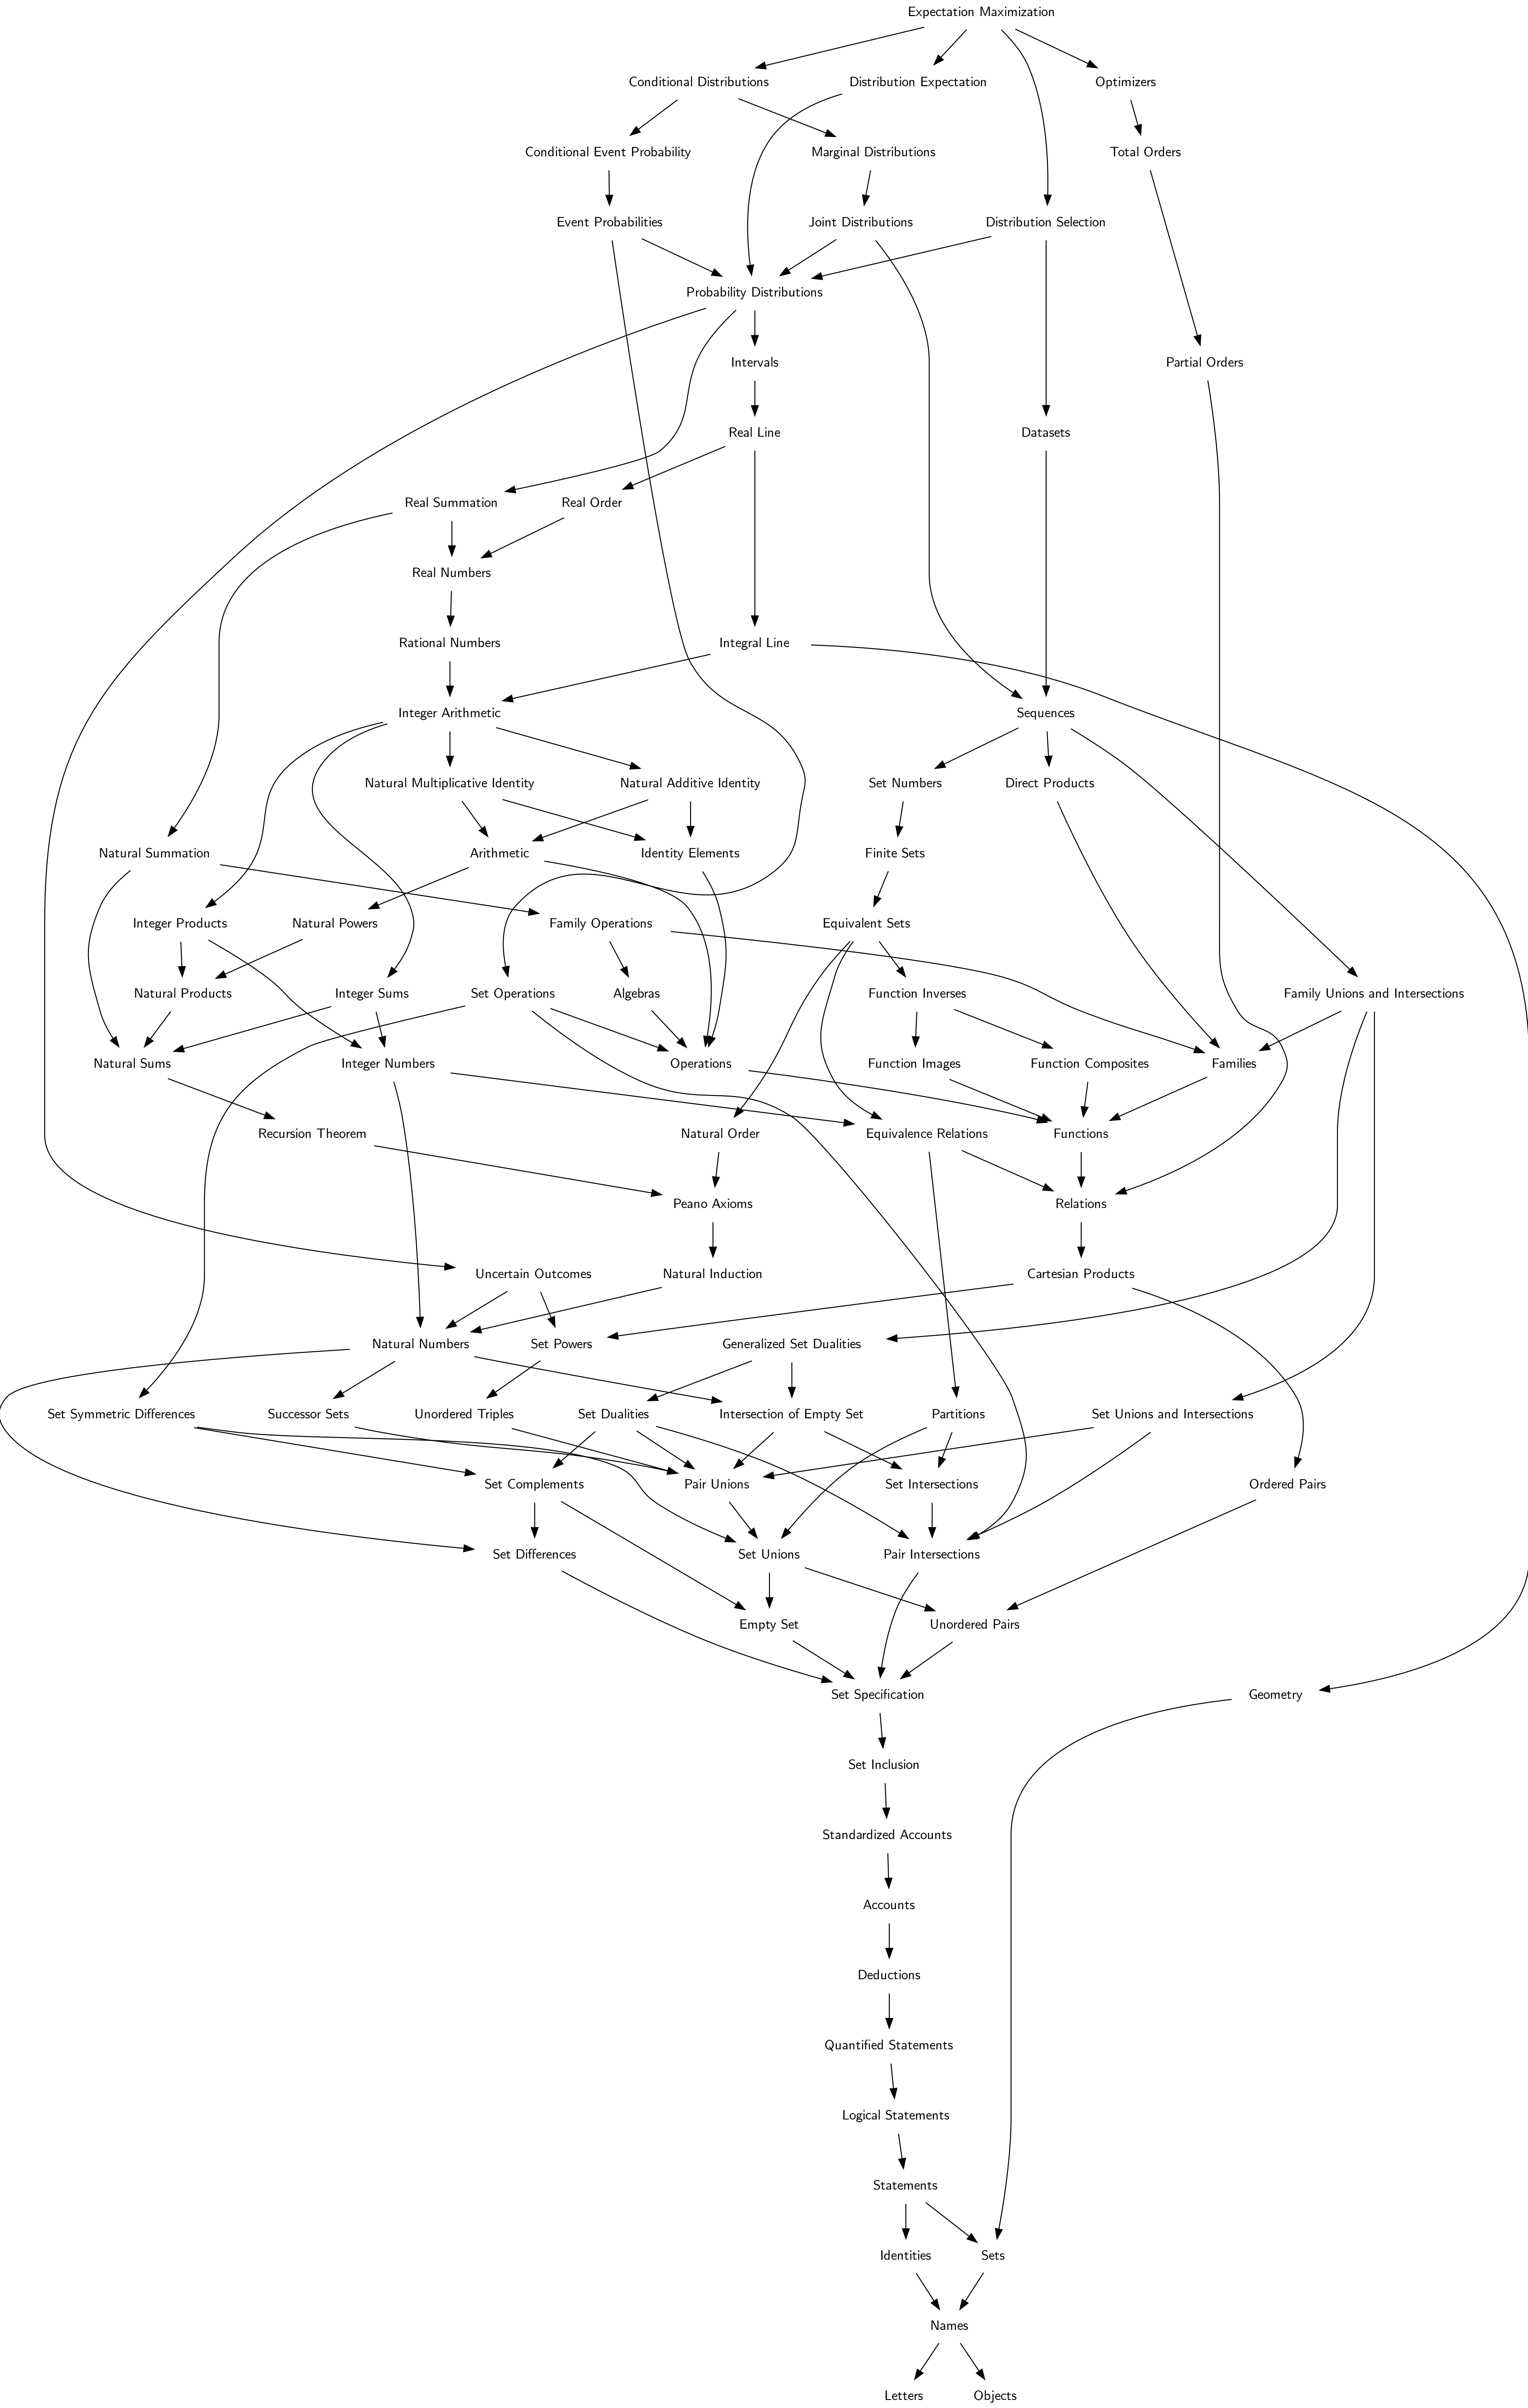 Expectation Maximization
Conditional Distributions
Distribution Expectation
Optimizers
Conditional Event Probability
Marginal Distributions
Total Orders
Event Probabilities
Joint Distributions
Distribution Selection
Probability Distributions
Intervals
Partial Orders
Real Line
Datasets
Real Summation
Real Order
Real Numbers
Rational Numbers
Integral Line
Integer Arithmetic
Sequences
Natural Multiplicative Identity
Natural Additive Identity
Set Numbers
Direct Products
Natural Summation
Arithmetic
Identity Elements
Finite Sets
Integer Products
Natural Powers
Family Operations
Equivalent Sets
Natural Products
Integer Sums
Set Operations
Algebras
Function Inverses
Family Unions and Intersections
Natural Sums
Integer Numbers
Operations
Function Images
Function Composites
Families
Recursion Theorem
Natural Order
Equivalence Relations
Functions
Peano Axioms
Relations
Uncertain Outcomes
Natural Induction
Cartesian Products
Natural Numbers
Set Powers
Generalized Set Dualities
Set Symmetric Differences
Successor Sets
Unordered Triples
Set Dualities
Intersection of Empty Set
Partitions
Set Unions and Intersections
Set Complements
Pair Unions
Set Intersections
Ordered Pairs
Set Differences
Set Unions
Pair Intersections
Empty Set
Unordered Pairs
Set Specification
Geometry
Set Inclusion
Standardized Accounts
Accounts
Deductions
Quantified Statements
Logical Statements
Statements
Identities
Sets
Names
Letters
Objects